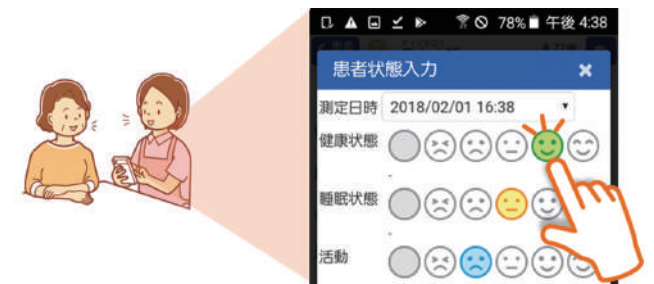 78% 午後 4:38
患者状態入力
測定日時 2018/02/01 16:38
健康状態
睡眠状態
活動